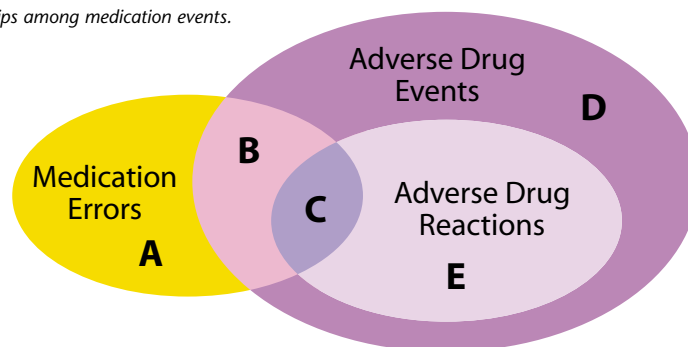 ips among medication events.
Adverse Drug
Events
D
B
Medication
Errors
C
Adverse Drug
Reactions
A
E